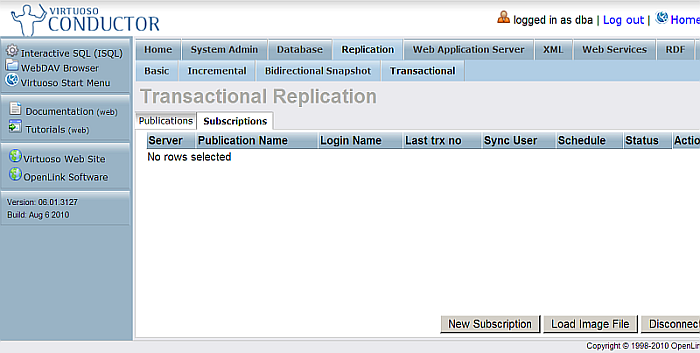 VIRTUOSO
CONDUCTOR
logged in as dba | Log out | Home
Interactive SQL (ISQL)
WebDAV Browser
Virtuoso Start Menu
Documentation (web)
Tutorials (web)
Virtuoso Web Site
OpenLink Software
Version: 06.01.3127
Build: Aug 6 2010
Home System Admin Database Replication Web Application Server XML Web Services RDF
Basic Incremental Bidirectional Snapshot Transactional
Transactional Replication
Publications Subscriptions
Server Publication Name Login Name Last trx no Sync User Schedule Status Actio
No rows selected
New Subscription Load Image File Disconnec
Copyright © 1998-2010 OpenLin